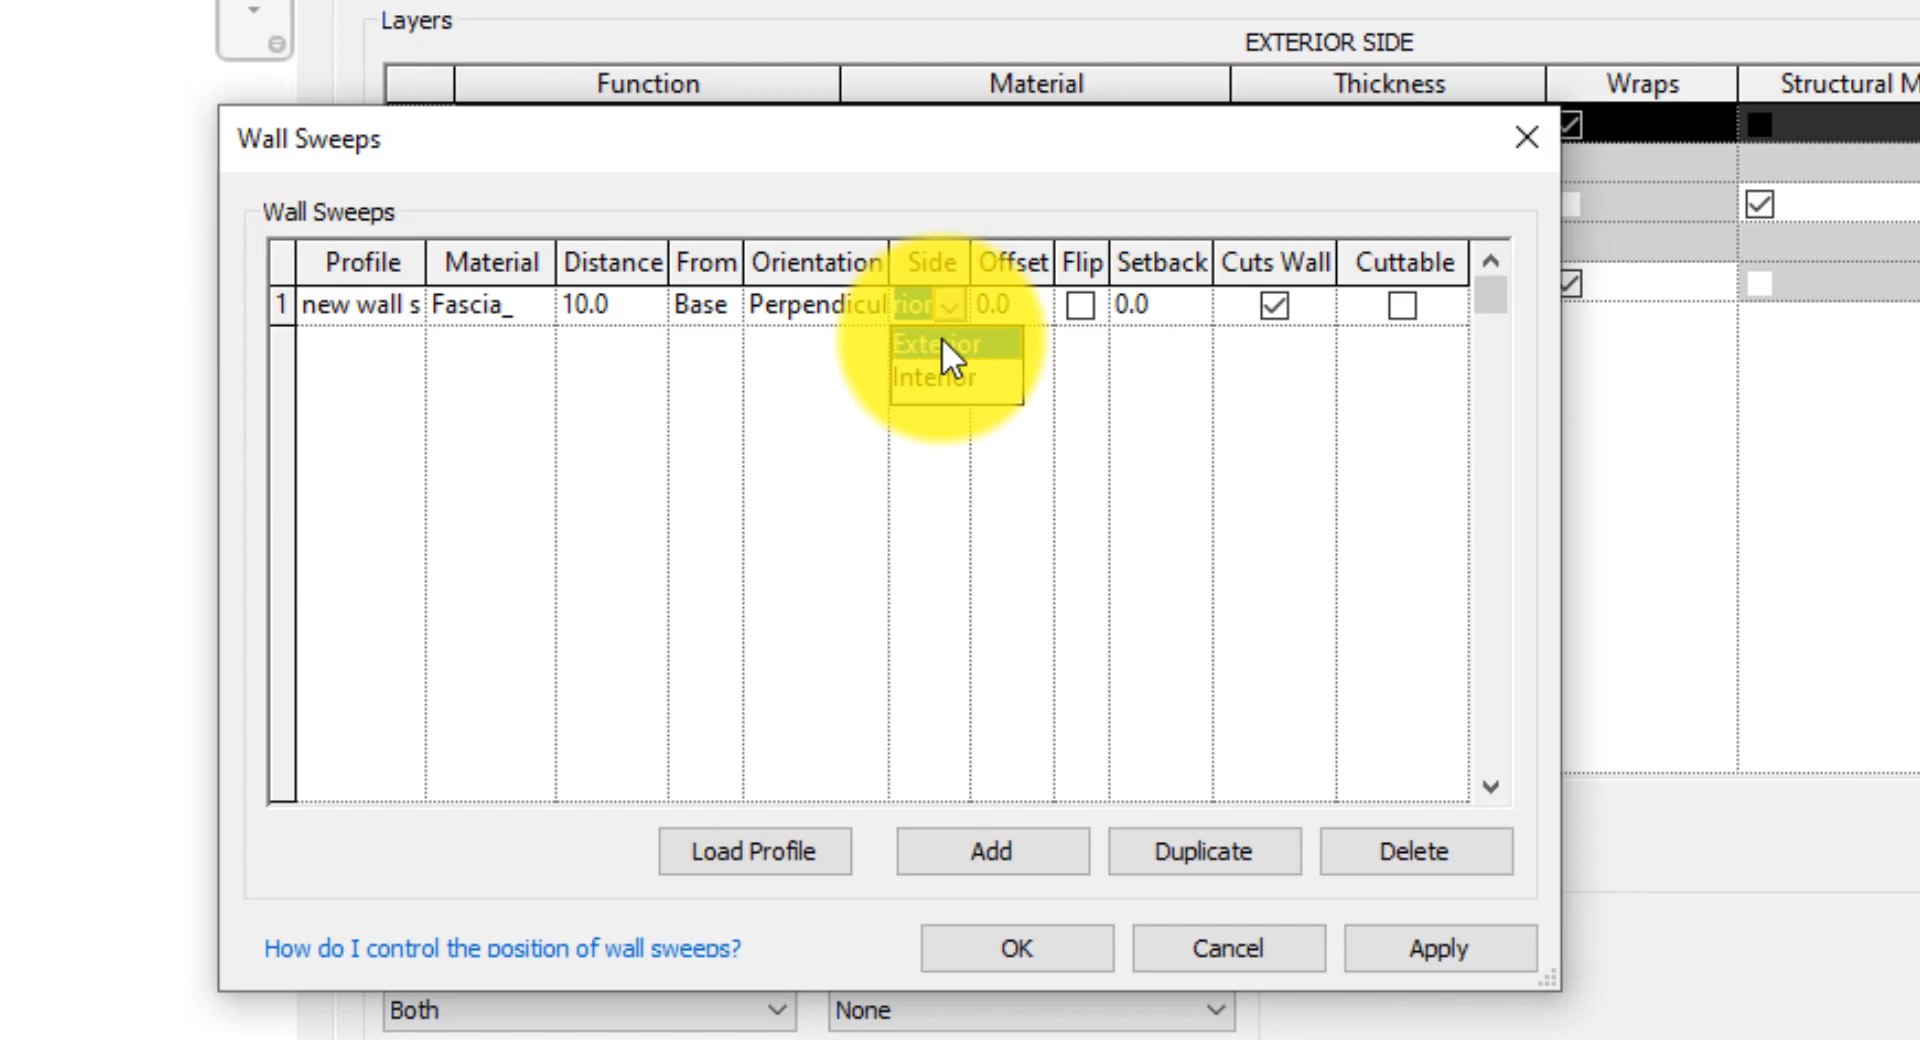 Layers
EXTERIOR SIDE
Function Material Thickness Wraps Structural M
Wall Sweeps
Wall Sweeps
Profile Material Distance From Orientation Side Offset Flip Setback Cuts Wall Cuttable
1 new wall s Fascia_ 10.0 Base Perpendicul rior 0.0 0.0
Exterior
Interior
Load Profile Add Duplicate Delete
How do I control the position of wall sweeps? OK Cancel Apply
Both None